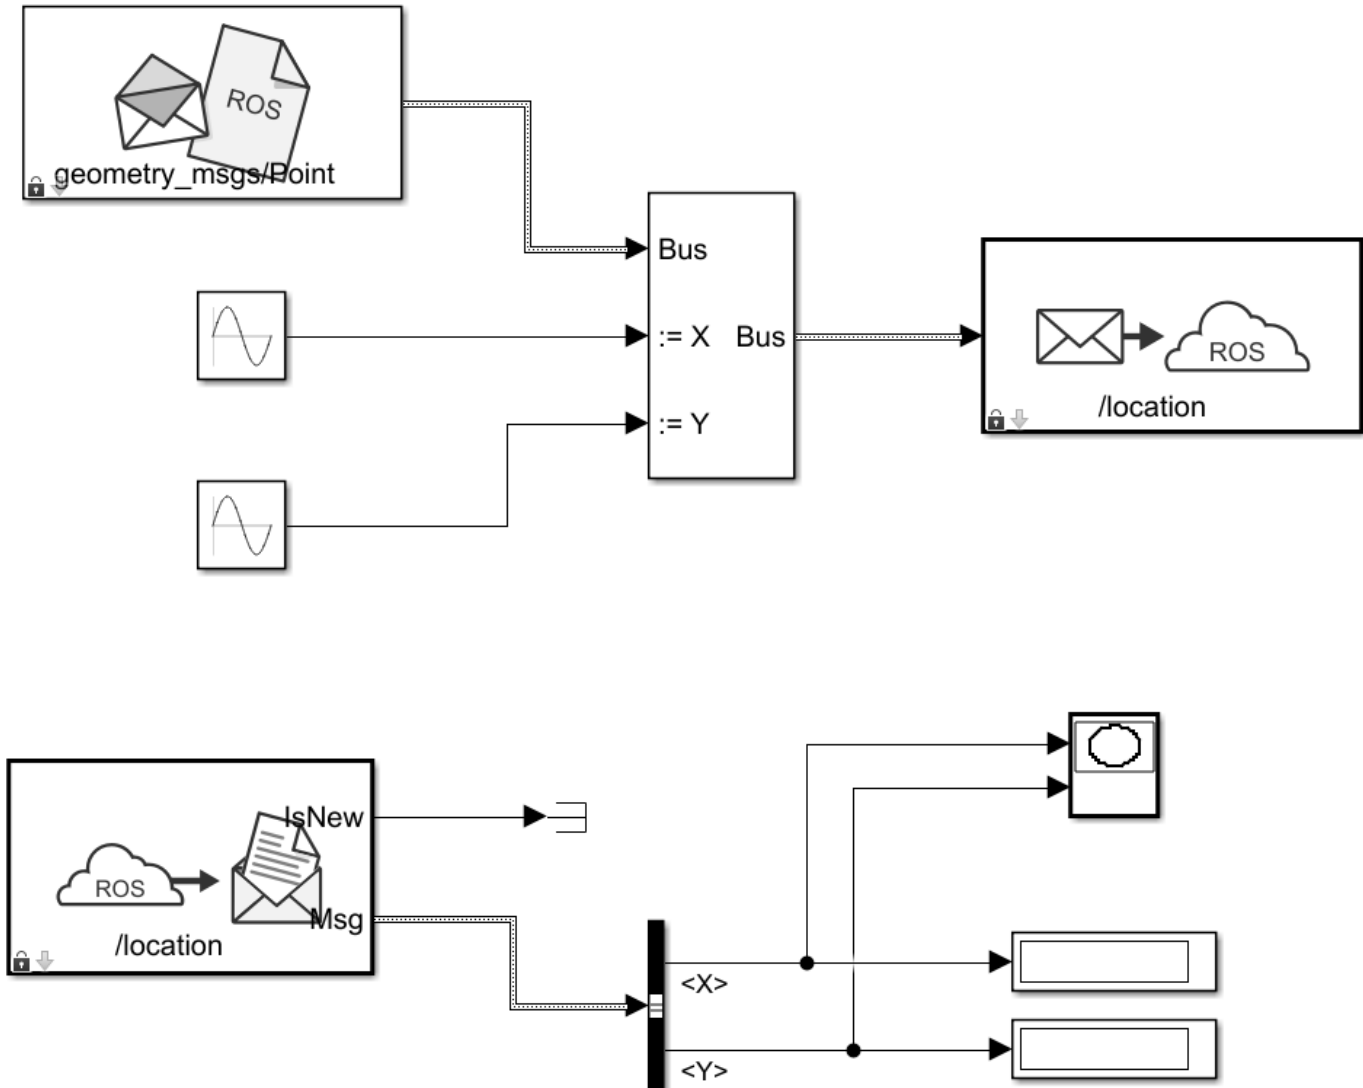 ROS
geometry_msgs/Point
Bus
:= X
Bus
:= Y
ROS
/location
IsNew
ROS
Msg
/location
<X>
<Y>